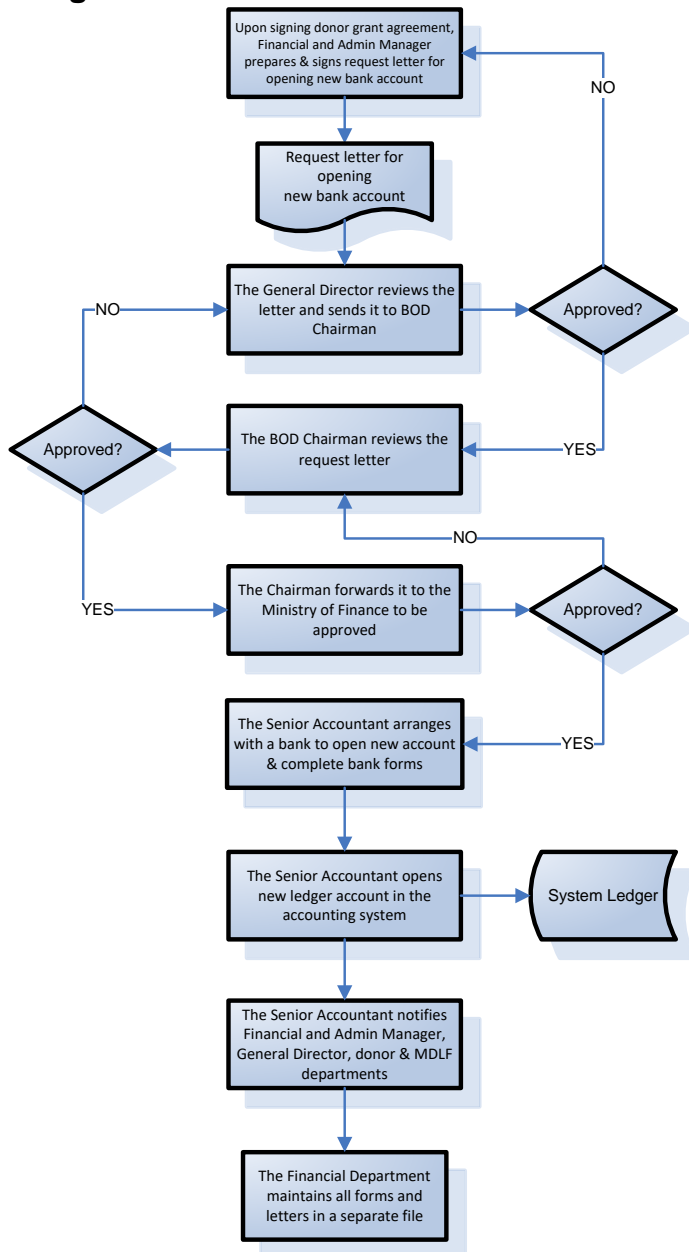 Upon signing donor grant agreement,
Financial and Admin Manager
prepares & signs request letter for
opening new bank account
NO
Request letter for
opening
new bank account
NO
The General Director reviews the
letter and sends it to BOD
Chairman
Approved?
Approved?
The BOD Chairman reviews the
request letter
YES
NO
YES
The Chairman forwards it to the
Ministry of Finance to be
approved
Approved?
The Senior Accountant arranges
with a bank to open new account
& complete bank forms
YES
The Senior Accountant opens
new ledger account in the
accounting system
System Ledger
The Senior Accountant notifies
Financial and Admin Manager,
General Director, donor & MDLF
departments
The Financial Department
maintains all forms and
letters in a separate file